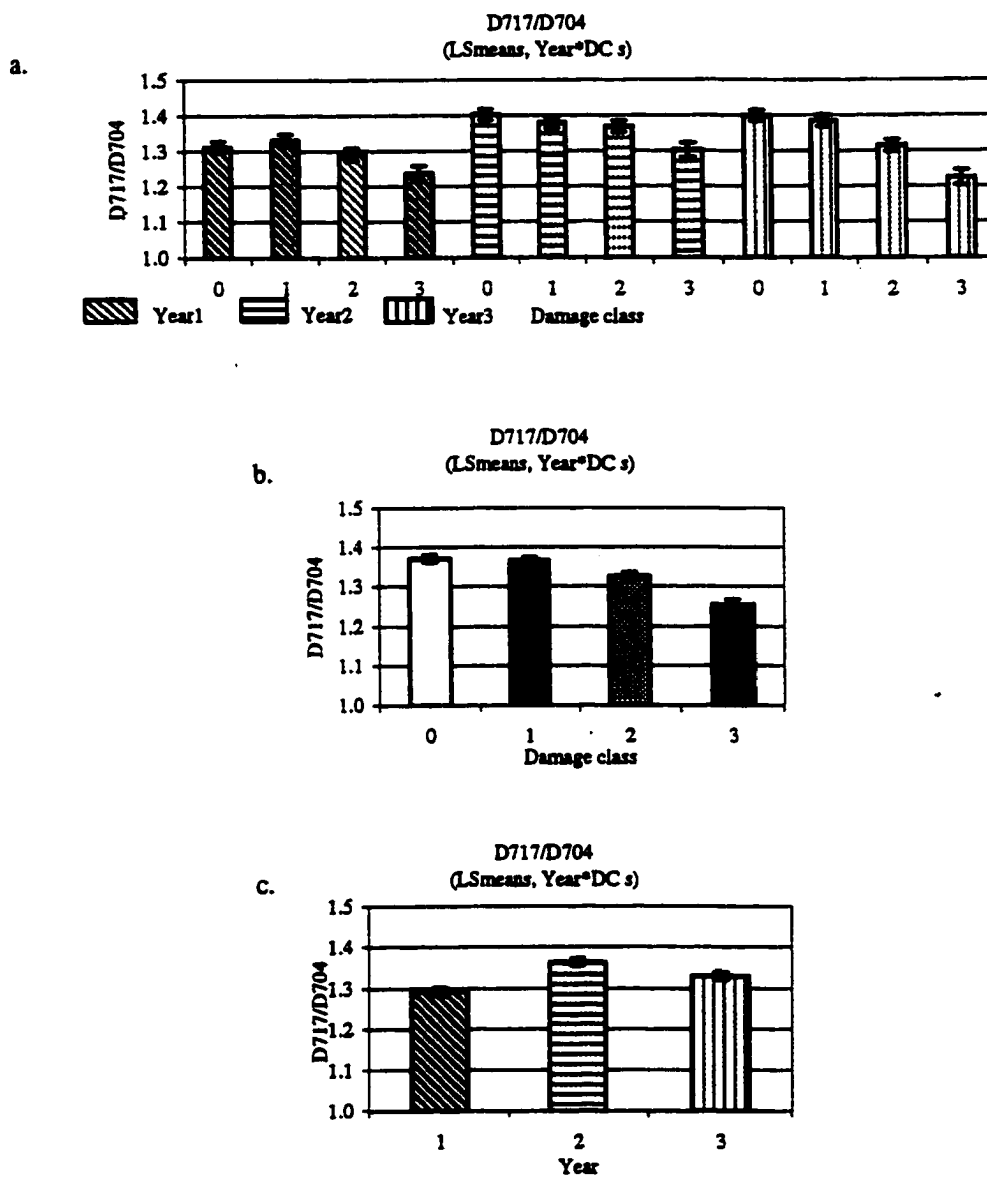 D717/D704
(LSmeans, Year*DC s)
a.
D717/D704
1.5
1.4
1.3
1.2
1.1
1.0
0 1 2 3 0 1 2 3 0 1 2 3
Year1 Year2 Year3 Damage class
D717/D704
(LSmeans, Year*DC s)
b.
D717/D704
1.5
1.4
1.3
1.2
1.1
1.0
0 1 2 3
Damage class
D717/D704
(LSmeans, Year*DC s)
c.
D717/D704
1.5
1.4
1.3
1.2
1.1
1.0
1 2 3
Year